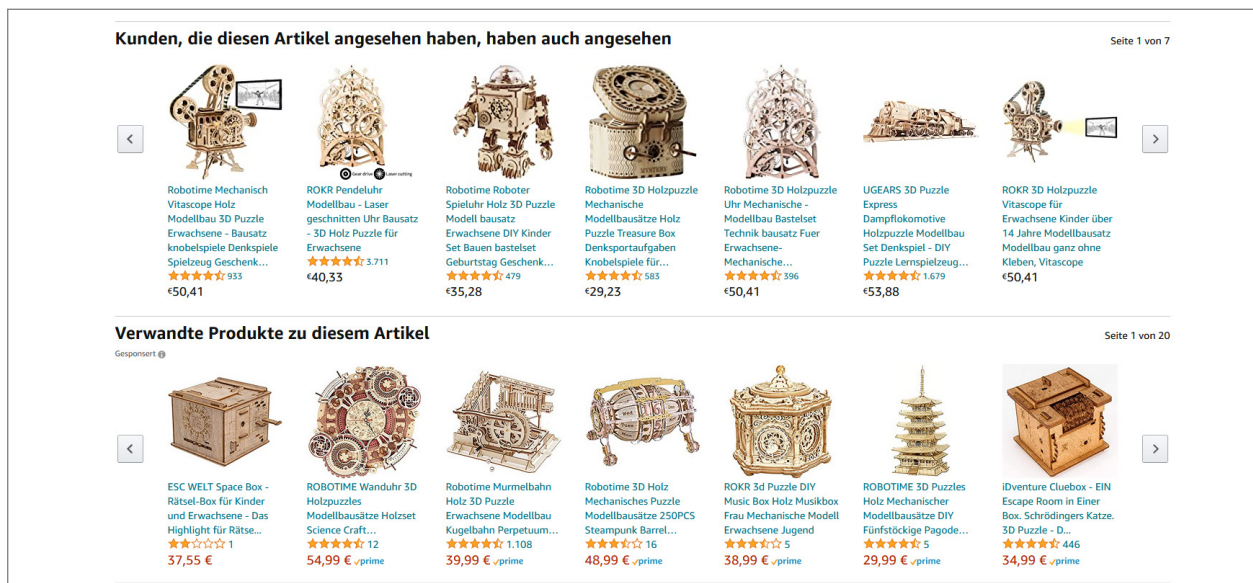 Kunden, die diesen Artikel angesehen haben, haben auch angesehen
Seite 1 von 7
Gear drive Laser cutting
MYSTERY
Robotime Mechanisch
Vitascope Holz
Modellbau 3D Puzzle
Erwachsene - Bausatz
knobelspiele Denkspiele
Spielzeug Geschenk...
933
€50,41
ROKR Pendeluhr
Modellbau - Laser
geschnitten Uhr Bausatz
- 3D Holz Puzzle für
Erwachsene
3.711
€40,33
Robotime Roboter
Spieluhr Holz 3D Puzzle
Modell bausatz
Erwachsene DIY Kinder
Set Bauen bastelset
Geburtstag Geschenk...
479
€35,28
Robotime 3D Holzpuzzle
Mechanische
Modellbausätze Holz
Puzzle Treasure Box
Denksportaufgaben
Knobelspiele für...
583
€29,23
Robotime 3D Holzpuzzle
Uhr Mechanische -
Modellbau Bastelset
Technik bausatz Fuer
Erwachsene-
Mechanische...
396
€50,41
UGEARS 3D Puzzle
Express
Dampflokomotive
Holzpuzzle Modellbau
Set Denkspiel - DIY
Puzzle Lernspielzeug...
1.679
€53,88
ROKR 3D Holzpuzzle
Vitascope für
Erwachsene Kinder über
14 Jahre Modellbausatz
Modellbau ganz ohne
Kleben, Vitascope
€50,41
Verwandte Produkte zu diesem Artikel
Seite 1 von 20
Gesponsert
ESC WELT Space Box -
Rätsel-Box für Kinder
und Erwachsene - Das
Highlight für Rätse...
1
37,55 €
ROBOTIME Wanduhr 3D
Holzpuzzles
Modellbausätze Holzset
Science Craft...
12
54,99 € prime
Robotime Murmelbahn
Holz 3D Puzzle
Erwachsene Modellbau
Kugelbahn Perpetuum...
1.108
39,99 € prime
Robotime 3D Holz
Mechanisches Puzzle
Modellbausätze 250PCS
Steampunk Barrel...
16
48,99 € prime
ROKR 3d Puzzle DIY
Music Box Holz Musikbox
Frau Mechanische Modell
Erwachsene Jugend
5
38,99 € prime
ROBOTIME 3D Puzzles
Holz Mechanischer
Modellbausätze DIY
Fünfstöckige Pagode...
5
29,99 € prime
iDventure Cluebox - EIN
Escape Room in Einer
Box. Schrödingers Katze.
3D Puzzle - D...
446
34,99 € prime